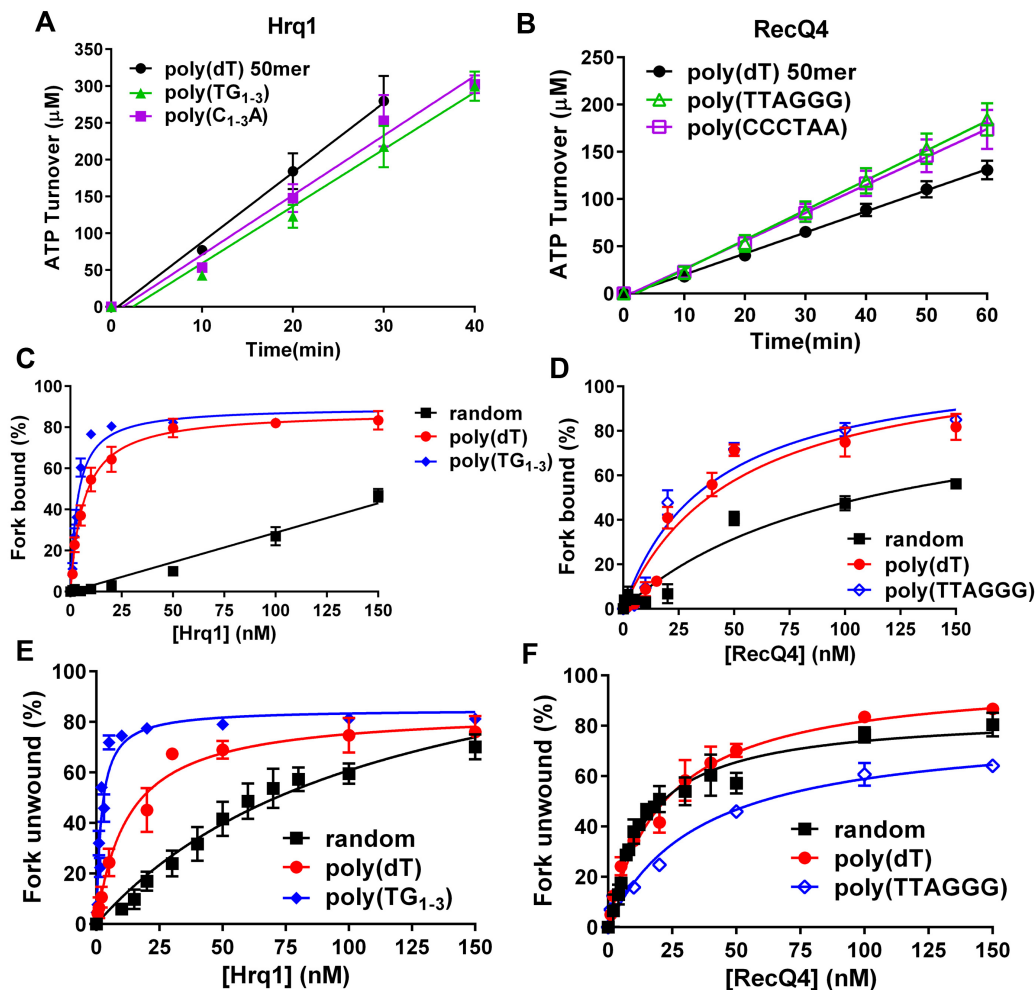 A
Hrq1
350
300
250
200
150
100
50
0
ATP Turnover (μM)
poly(dT) 50mer
poly(TG1-3)
poly(C1-3A)
0 10 20 30 40
Time(min)
B
RecQ4
250
200
150
100
50
0
ATP Turnover (μM)
poly(dT) 50mer
poly(TTAGGG)
poly(CCCTAA)
0 10 20 30 40 50 60
Time(min)
C
100
80
60
40
20
0
Fork bound (%)
random
poly(dT)
poly(TG1-3)
0 25 50 75 100 125 150
[Hrq1] (nM)
D
100
80
60
40
20
0
Fork bound (%)
random
poly(dT)
poly(TTAGGG)
0 25 50 75 100 125 150
[RecQ4] (nM)
E
100
80
60
40
20
0
Fork unwound (%)
random
poly(dT)
poly(TG1-3)
0 25 50 75 100 125 150
[Hrq1] (nM)
F
100
80
60
40
20
0
Fork unwound (%)
random
poly(dT)
poly(TTAGGG)
0 25 50 75 100 125 150
[RecQ4] (nM)